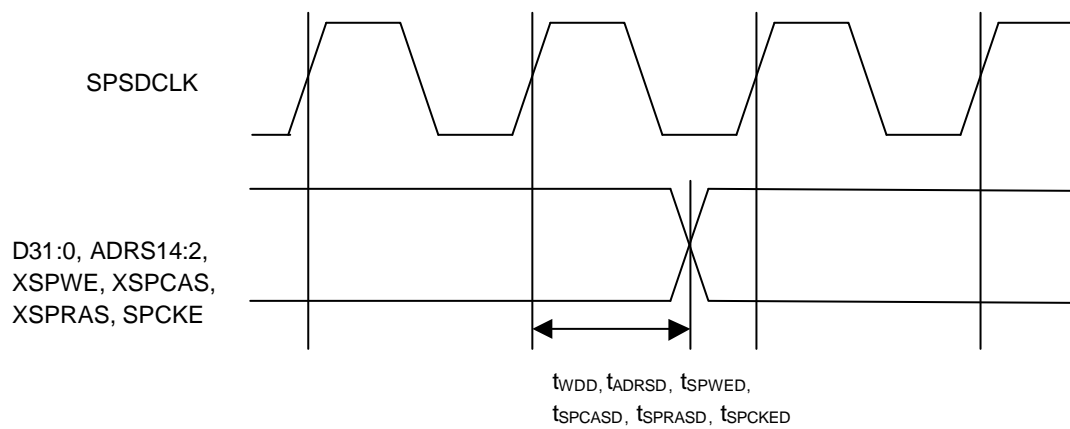 SPSDCLK
D31:0, ADRS14:2,
XSPWE, XSPCAS,
XSPRAS, SPCKE
tWDD, tADRSD, tSPWED,
tSPCASD, tSPRASD, tSPCKED